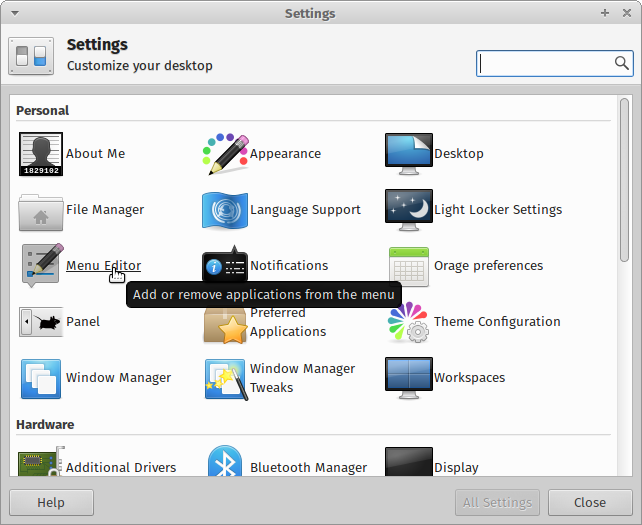 Settings
Settings
Customize your desktop
Personal
About Me
Appearance
Desktop
1829102
File Manager
Language Support
Light Locker Settings
Menu Editor
Notifications
Orage preferences
Add or remove applications from the menu
Panel
Preferred
Applications
Theme Configuration
Window Manager
Window Manager
Tweaks
Workspaces
Hardware
Additional Drivers
Bluetooth Manager
Display
Help
All Settings
Close